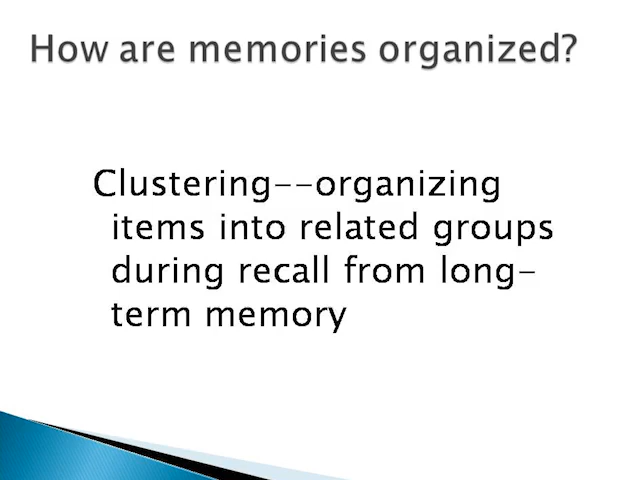 How are memories organized?
Clustering--organizing
items into related groups
during recall from long-
term memory